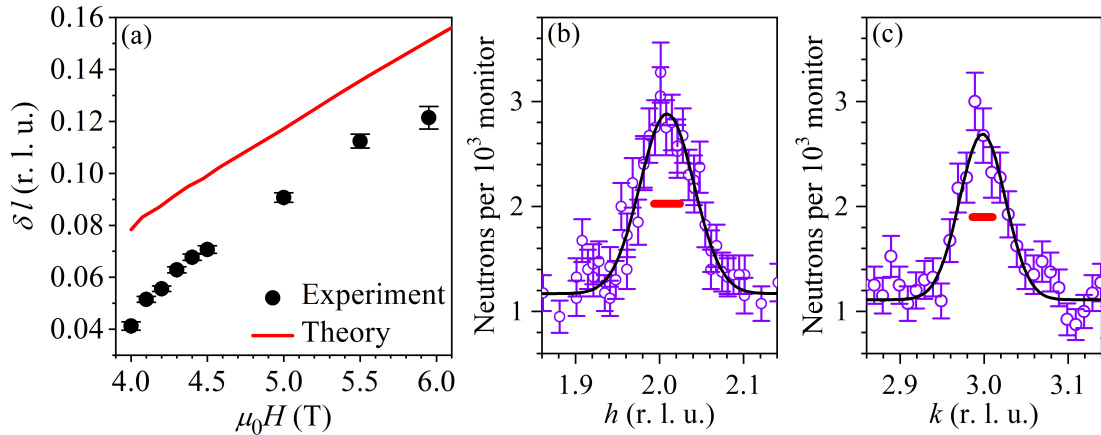 (a)
0.16
0.14
0.12
0.10
0.08
0.06
0.04
δl (r. l. u.)
Experiment
Theory
4.0 4.5 5.0 5.5 6.0
μ₀H (T)
(b)
3
2
1
Neutrons per 10³ monitor
1.9 2.0 2.1
h (r. l. u.)
(c)
3
2
1
Neutrons per 10³ monitor
2.9 3.0 3.1
k (r. l. u.)